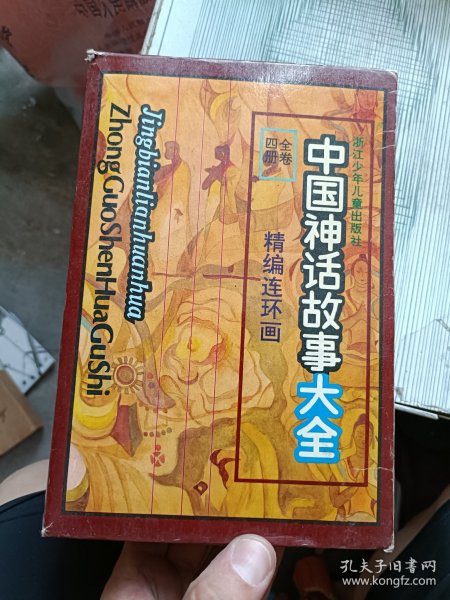 浙江少年儿童出版社
中国神话故事大全
全卷
四册
精编连环画
Jingbianlianhuanhua
ZhongGuoShenHuaGuShi
孔夫子旧书网
www.kongfz.com